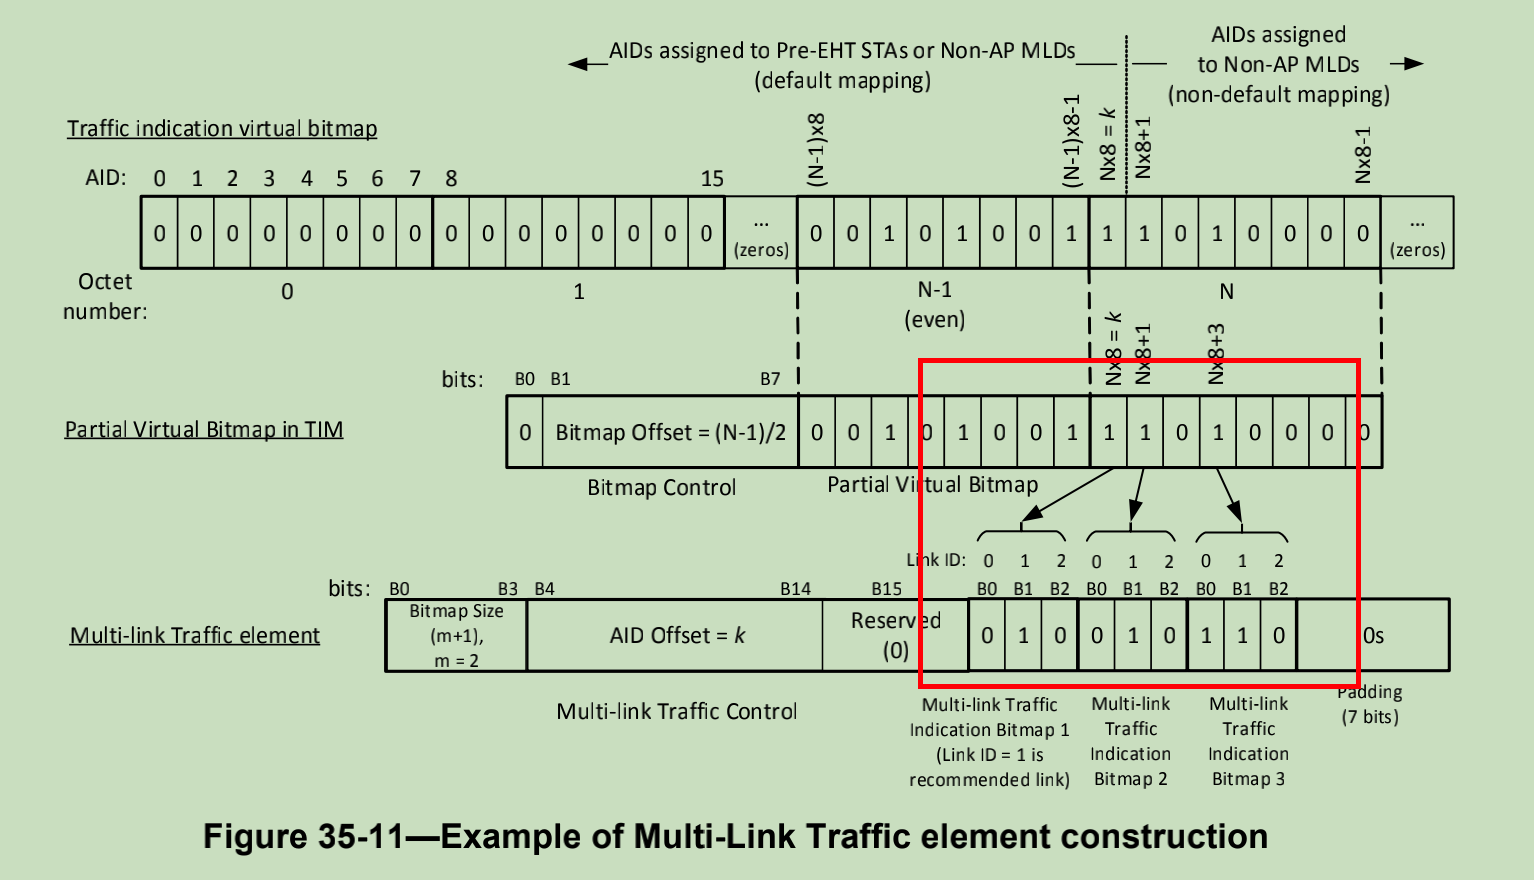 AIDs assigned to Pre-EHT STAs or Non-AP MLDs
(default mapping)
AIDs assigned
to Non-AP MLDs
(non-default mapping)
Traffic indication virtual bitmap
(N-1)x8
(N-1)x8-1
Nx8 = k
Nx8+1
Nx8-1
AID: 0 1 2 3 4 5 6 7 8 15
0 0 0 0 0 0 0 0 0 0 0 0 0 0 0 0 ... 0 0 1 0 1 0 0 1 1 1 0 1 0 0 0 0 ...
(zeros) (zeros)
Octet
number:
0 1 N-1 N
(even)
Nx8 = k
Nx8+1
Nx8+3
bits: B0 B1 B7
Partial Virtual Bitmap in TIM
0 Bitmap Offset = (N-1)/2 0 0 1 0 1 0 0 1 1 1 0 1 0 0 0 0
Bitmap Control Partial Virtual Bitmap
Link ID: 0 1 2 0 1 2 0 1 2
bits: B0 B3 B4 B14 B15 B0 B1 B2 B0 B1 B2 B0 B1 B2
Multi-link Traffic element
Bitmap Size
(m+1),
m = 2
AID Offset = k
Reserved
(0)
0 1 0 0 1 0 1 1 0 0s
Multi-link Traffic Control
Multi-link Traffic
Indication Bitmap 1
(Link ID = 1 is
recommended link)
Multi-link
Traffic
Indication
Bitmap 2
Multi-link
Traffic
Indication
Bitmap 3
Padding
(7 bits)
Figure 35-11—Example of Multi-Link Traffic element construction